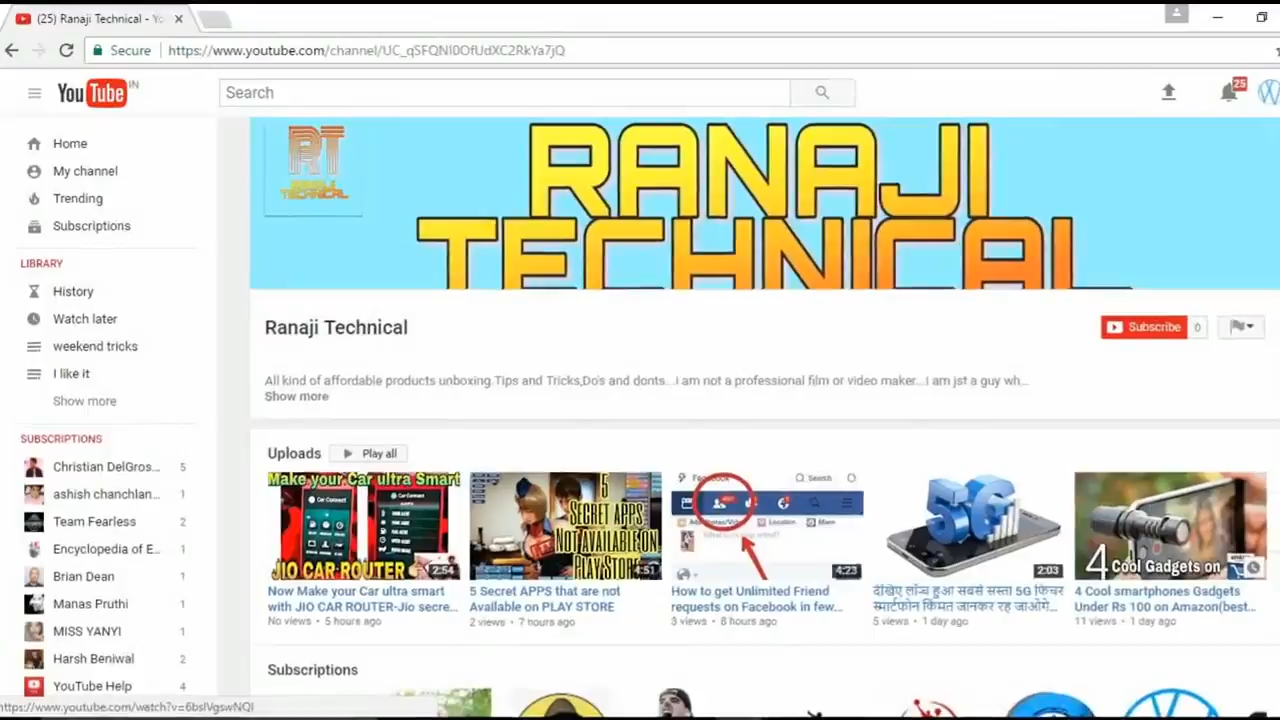 (25) Ranaji Technical - Yo
Secure
https://www.youtube.com/channel/UC_qSFQNl0OfUdXC2RkYa7jQ
YouTube IN
Search
25
Home
My channel
Trending
Subscriptions
LIBRARY
History
Watch later
weekend tricks
I like it
Show more
SUBSCRIPTIONS
Christian DelGros... 5
ashish chanchlan... 1
Team Fearless 2
Encyclopedia of E... 1
Brian Dean 1
Manas Pruthi 1
MISS YANYI 1
Harsh Beniwal 2
YouTube Help 4
RT
RANAJI
TECHNICAL
RANAJI
TECHNICAL
Ranaji Technical
Subscribe 0
All kind of affordable products unboxing.Tips and Tricks,Do's and donts...I am not a professional film or video maker...I am jst a guy wh...
Show more
Uploads
Play all
Make your Car ultra Smart
Car Connect
JIO CAR ROUTER
2:54
Now Make your Car ultra smart
with JIO CAR ROUTER-Jio secre...
No views • 5 hours ago
5
SECRET APPS
NOT AVAILABLE ON
PLAY STORE
4:51
5 Secret APPS that are not
Available on PLAY STORE
2 views • 7 hours ago
Search
Location
More
4:23
How to get Unlimited Friend
requests on Facebook in few...
3 views • 8 hours ago
5G
2:03
देखिए लॉन्च हुआ सबसे सस्ता 5G फिचर
स्मार्टफोन किमत जानकर रह जाओगे...
5 views • 1 day ago
4 Cool Gadgets on
4 Cool smartphones Gadgets
Under Rs 100 on Amazon(best...
11 views • 1 day ago
Subscriptions